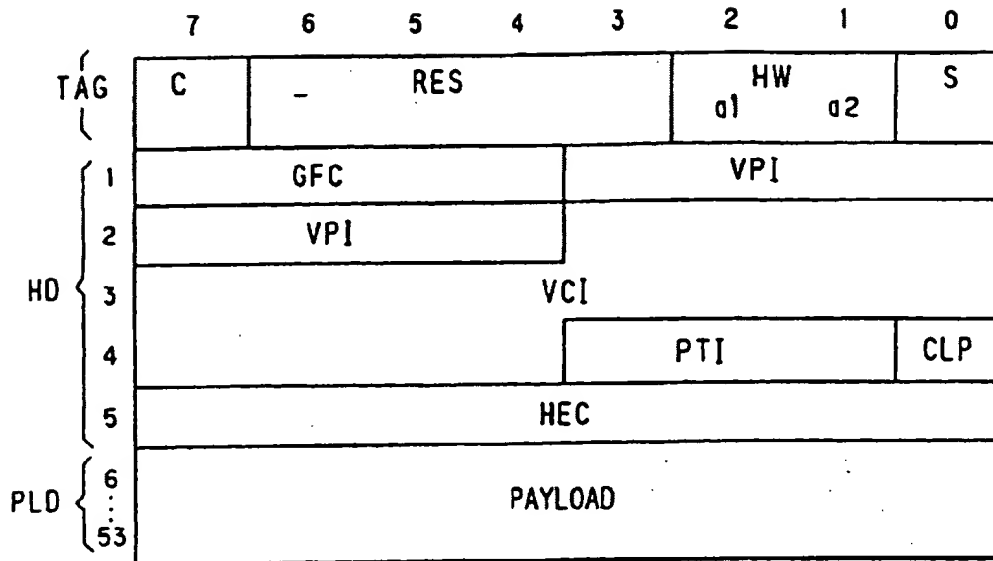 7 6 5 4 3 2 1 0
TAG C RES HW S
a1 a2
1 GFC VPI
2 VPI
HD 3 VCI
4 PTI CLP
5 HEC
6
PLD PAYLOAD
53